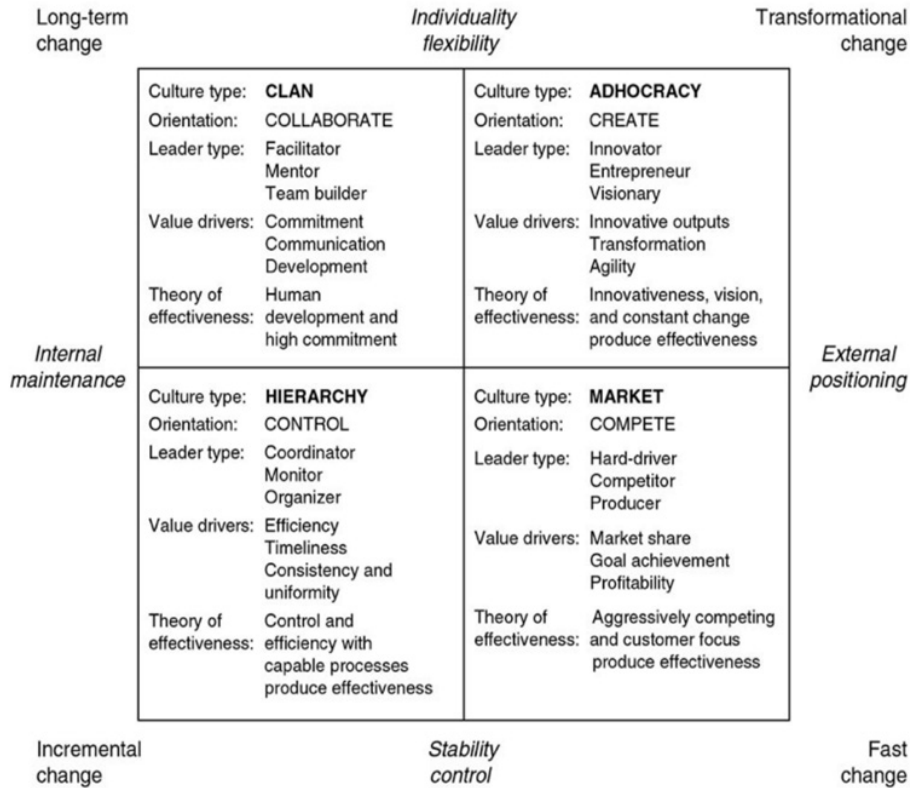 Long-term
change
Individuality
flexibility
Transformational
change
Culture type: CLAN
Orientation: COLLABORATE
Leader type: Facilitator
Mentor
Team builder
Value drivers: Commitment
Communication
Development
Theory of Human
effectiveness: development and
high commitment
Culture type: ADHOCRACY
Orientation: CREATE
Leader type: Innovator
Entrepreneur
Visionary
Value drivers: Innovative outputs
Transformation
Agility
Theory of Innovativeness, vision,
effectiveness: and constant change
produce effectiveness
Internal
maintenance
External
positioning
Culture type: HIERARCHY
Orientation: CONTROL
Leader type: Coordinator
Monitor
Organizer
Value drivers: Efficiency
Timeliness
Consistency and
uniformity
Theory of Control and
effectiveness: efficiency with
capable processes
produce effectiveness
Culture type: MARKET
Orientation: COMPETE
Leader type: Hard-driver
Competitor
Producer
Value drivers: Market share
Goal achievement
Profitability
Theory of Aggressively competing
effectiveness: and customer focus
produce effectiveness
Incremental
change
Stability
control
Fast
change